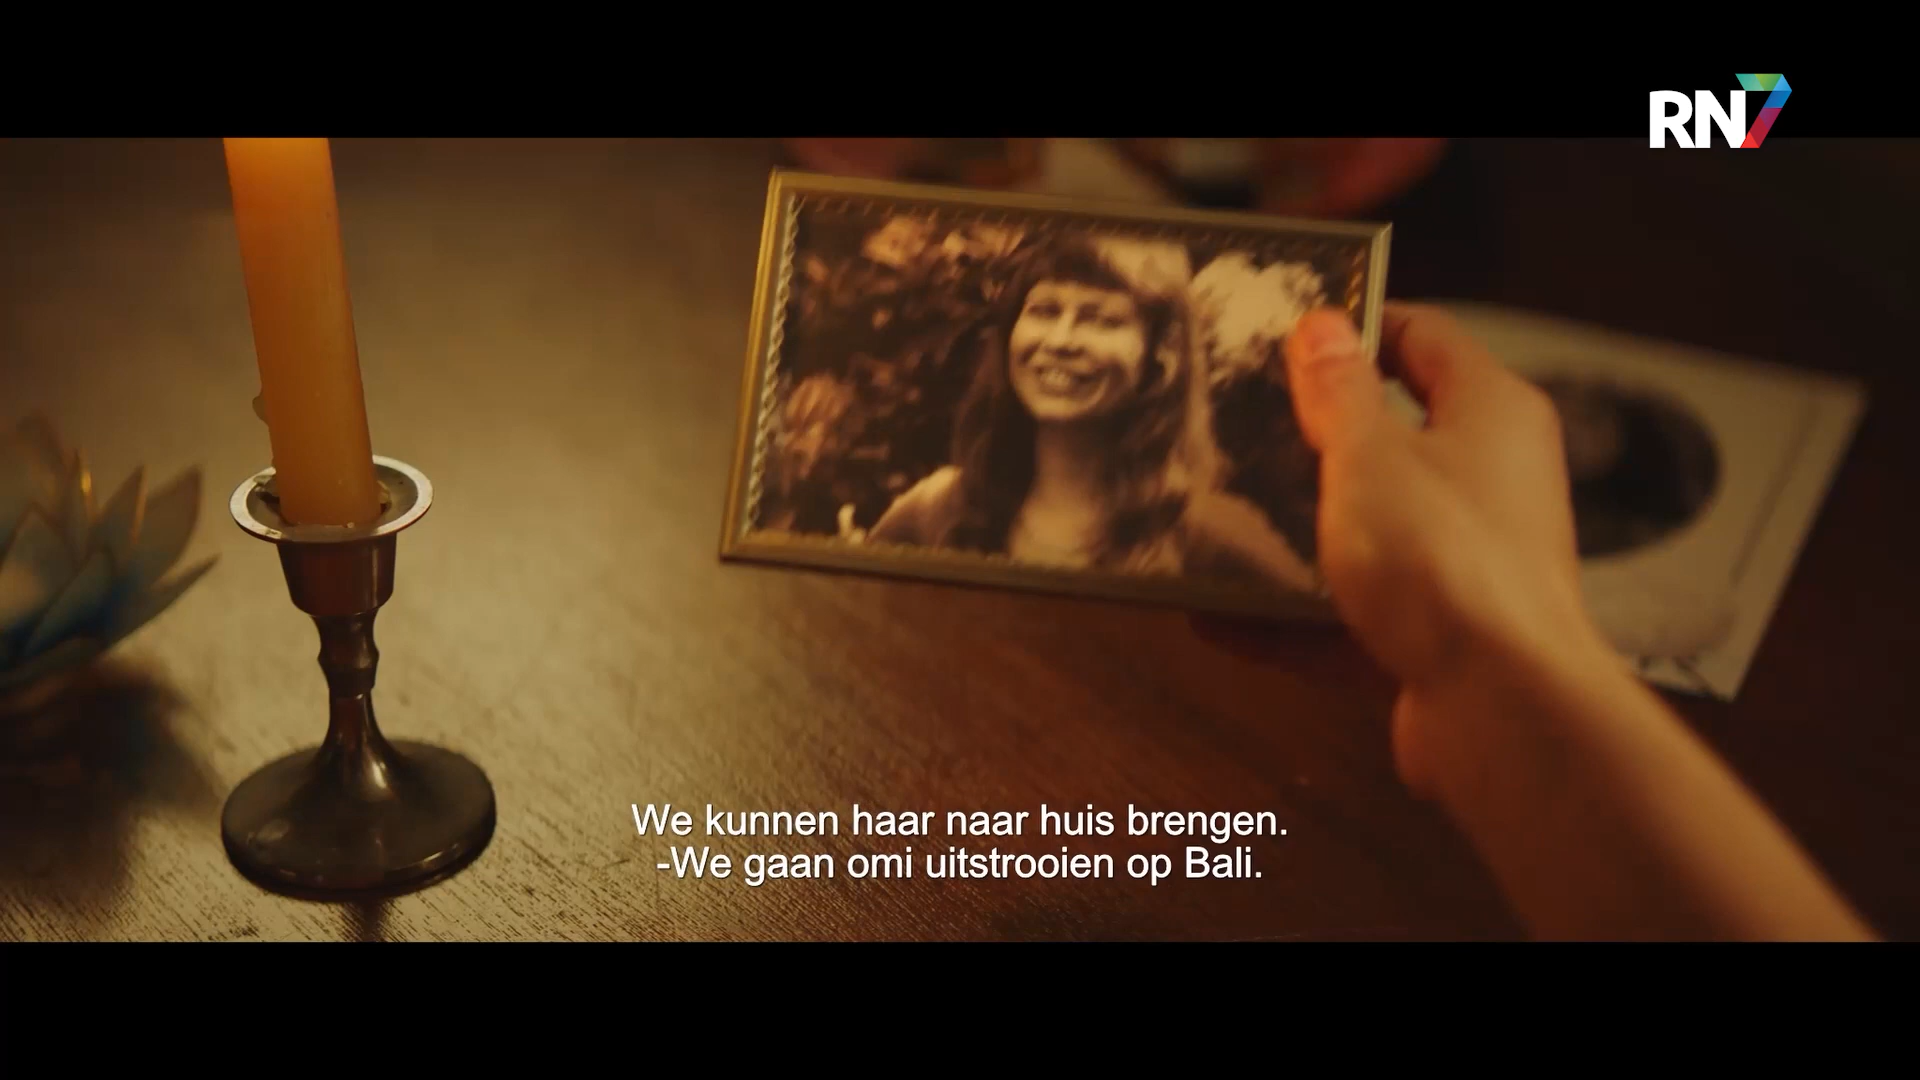 RN7
We kunnen haar naar huis brengen.
-We gaan omi uitstrooien op Bali.